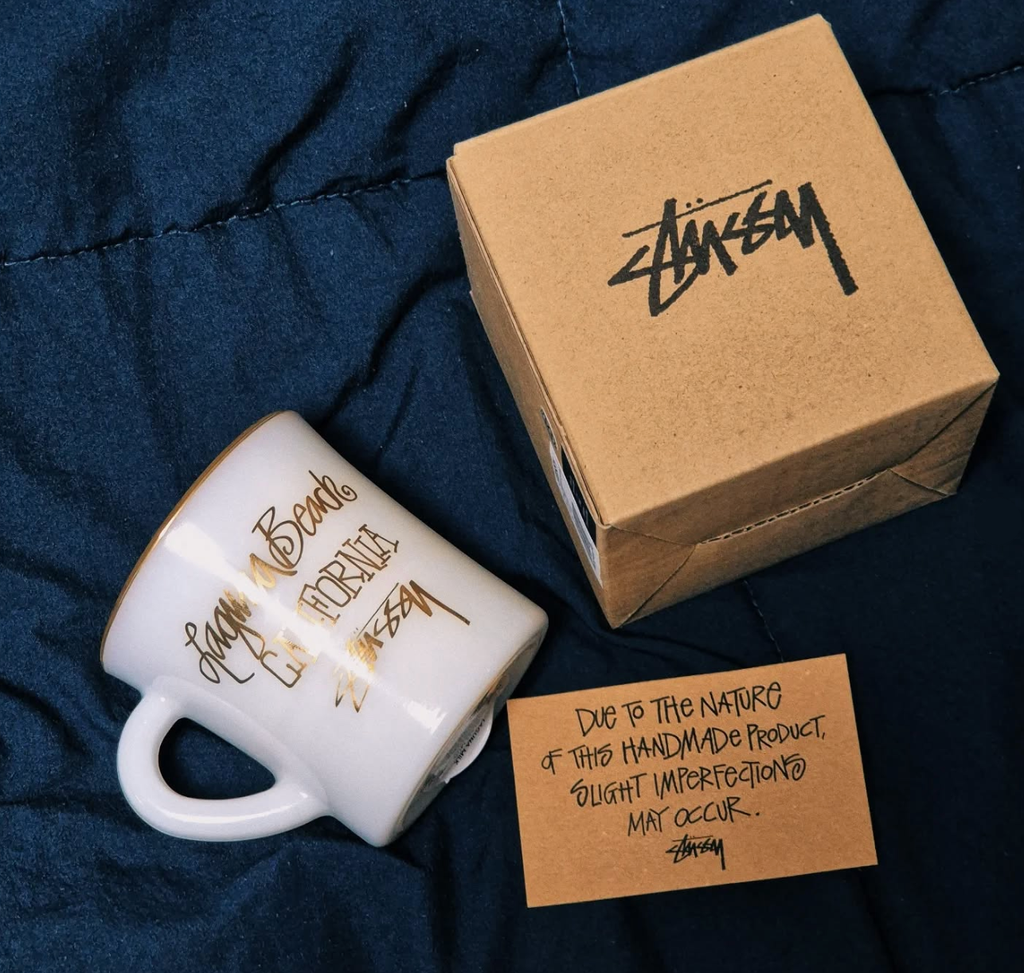 Stüssy
Laguna Beach
CALIFORNIA
Stüssy
DUE TO THE NATURE
OF THIS HANDMADE PRODUCT,
SLIGHT IMPERFECTIONS
MAY OCCUR.
Stüssy